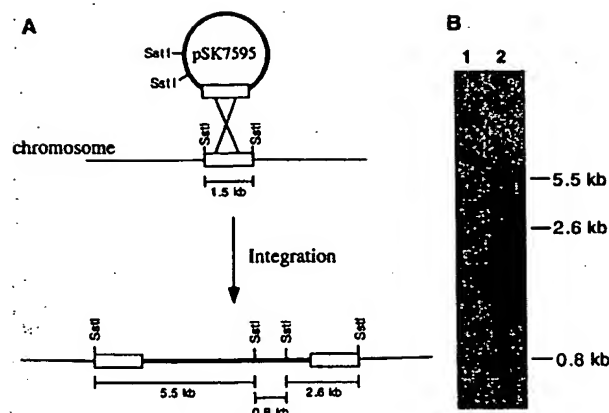 A
SstI
pSK7595
SstI
SstI
SstI
chromosome
1.5 kb
Integration
SstI
SstI
SstI
SstI
5.5 kb
0.8 kb
2.6 kb
B
1 2
5.5 kb
2.6 kb
0.8 kb